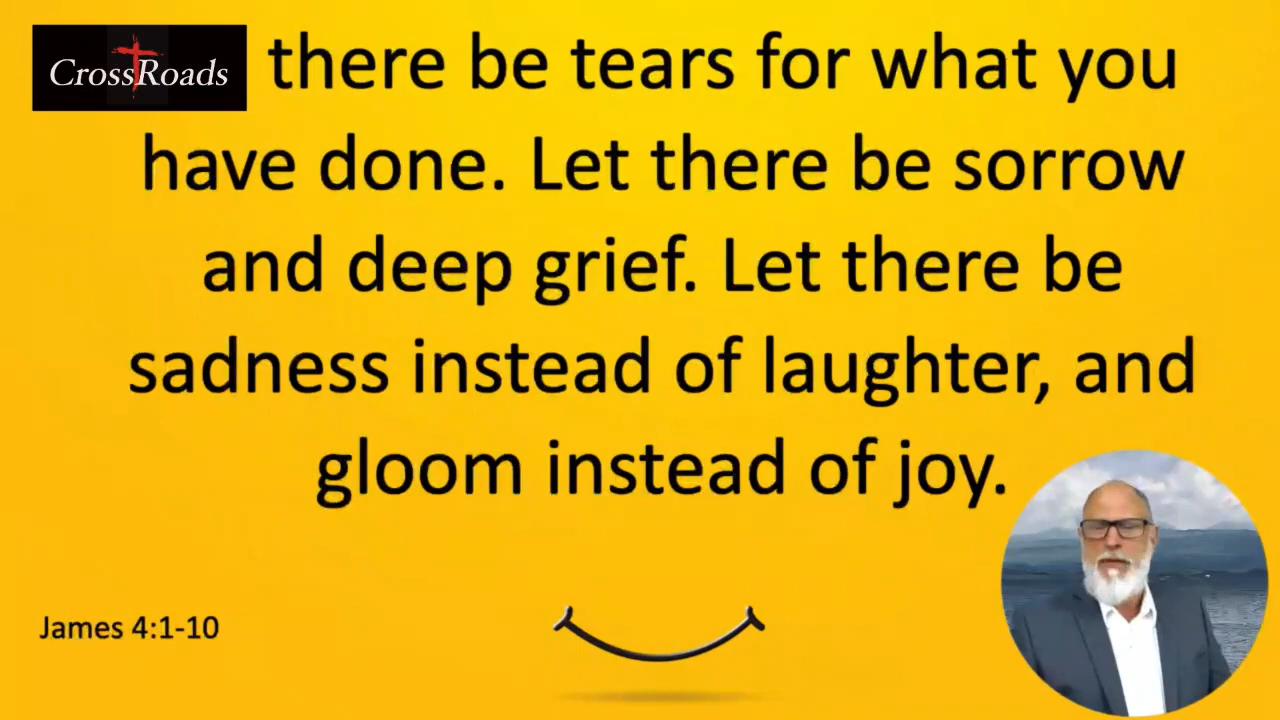 CrossRoads
there be tears for what you
have done. Let there be sorrow
and deep grief. Let there be
sadness instead of laughter, and
gloom instead of joy.
James 4:1-10